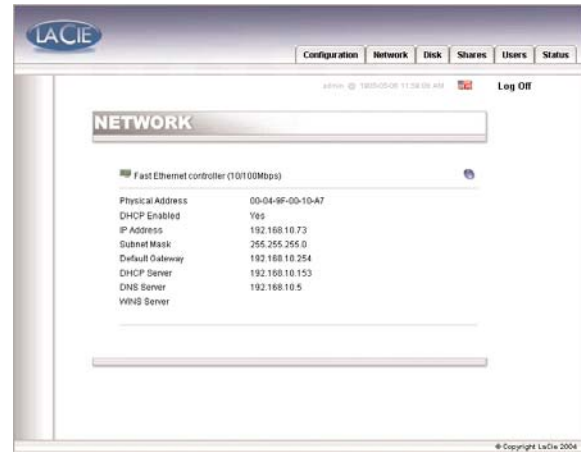 LACIE
Configuration Network Disk Shares Users Status
Log Off
NETWORK
Fast Ethernet controller (10/100Mbps)
Physical Address 00-04-9F-00-10-A7
DHCP Enabled Yes
IP Address 192.168.10.73
Subnet Mask 255.255.255.0
Default Gateway 192.168.10.254
DHCP Server 192.168.10.153
DNS Server 192.168.10.5
WINS Server
© Copyright LaCie 2004